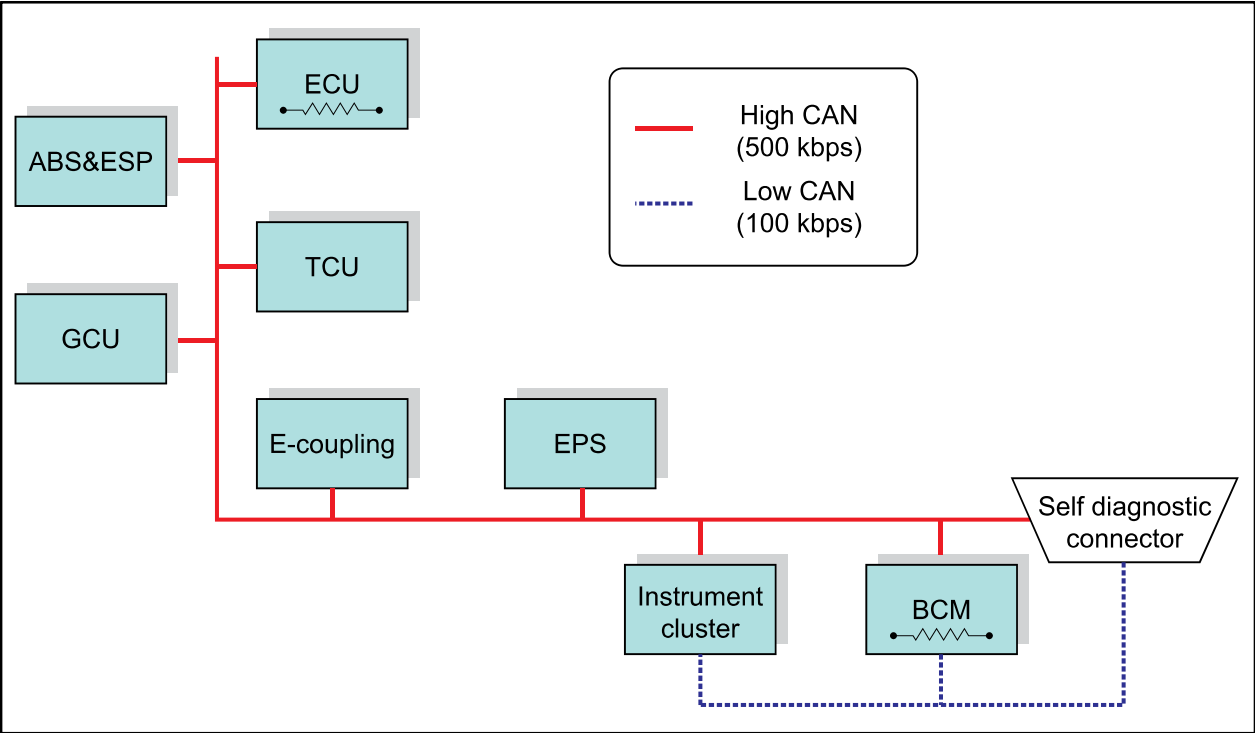 ECU
ABS&ESP
High CAN
(500 kbps)
Low CAN
(100 kbps)
TCU
GCU
E-coupling
EPS
Self diagnostic
connector
Instrument
cluster
BCM